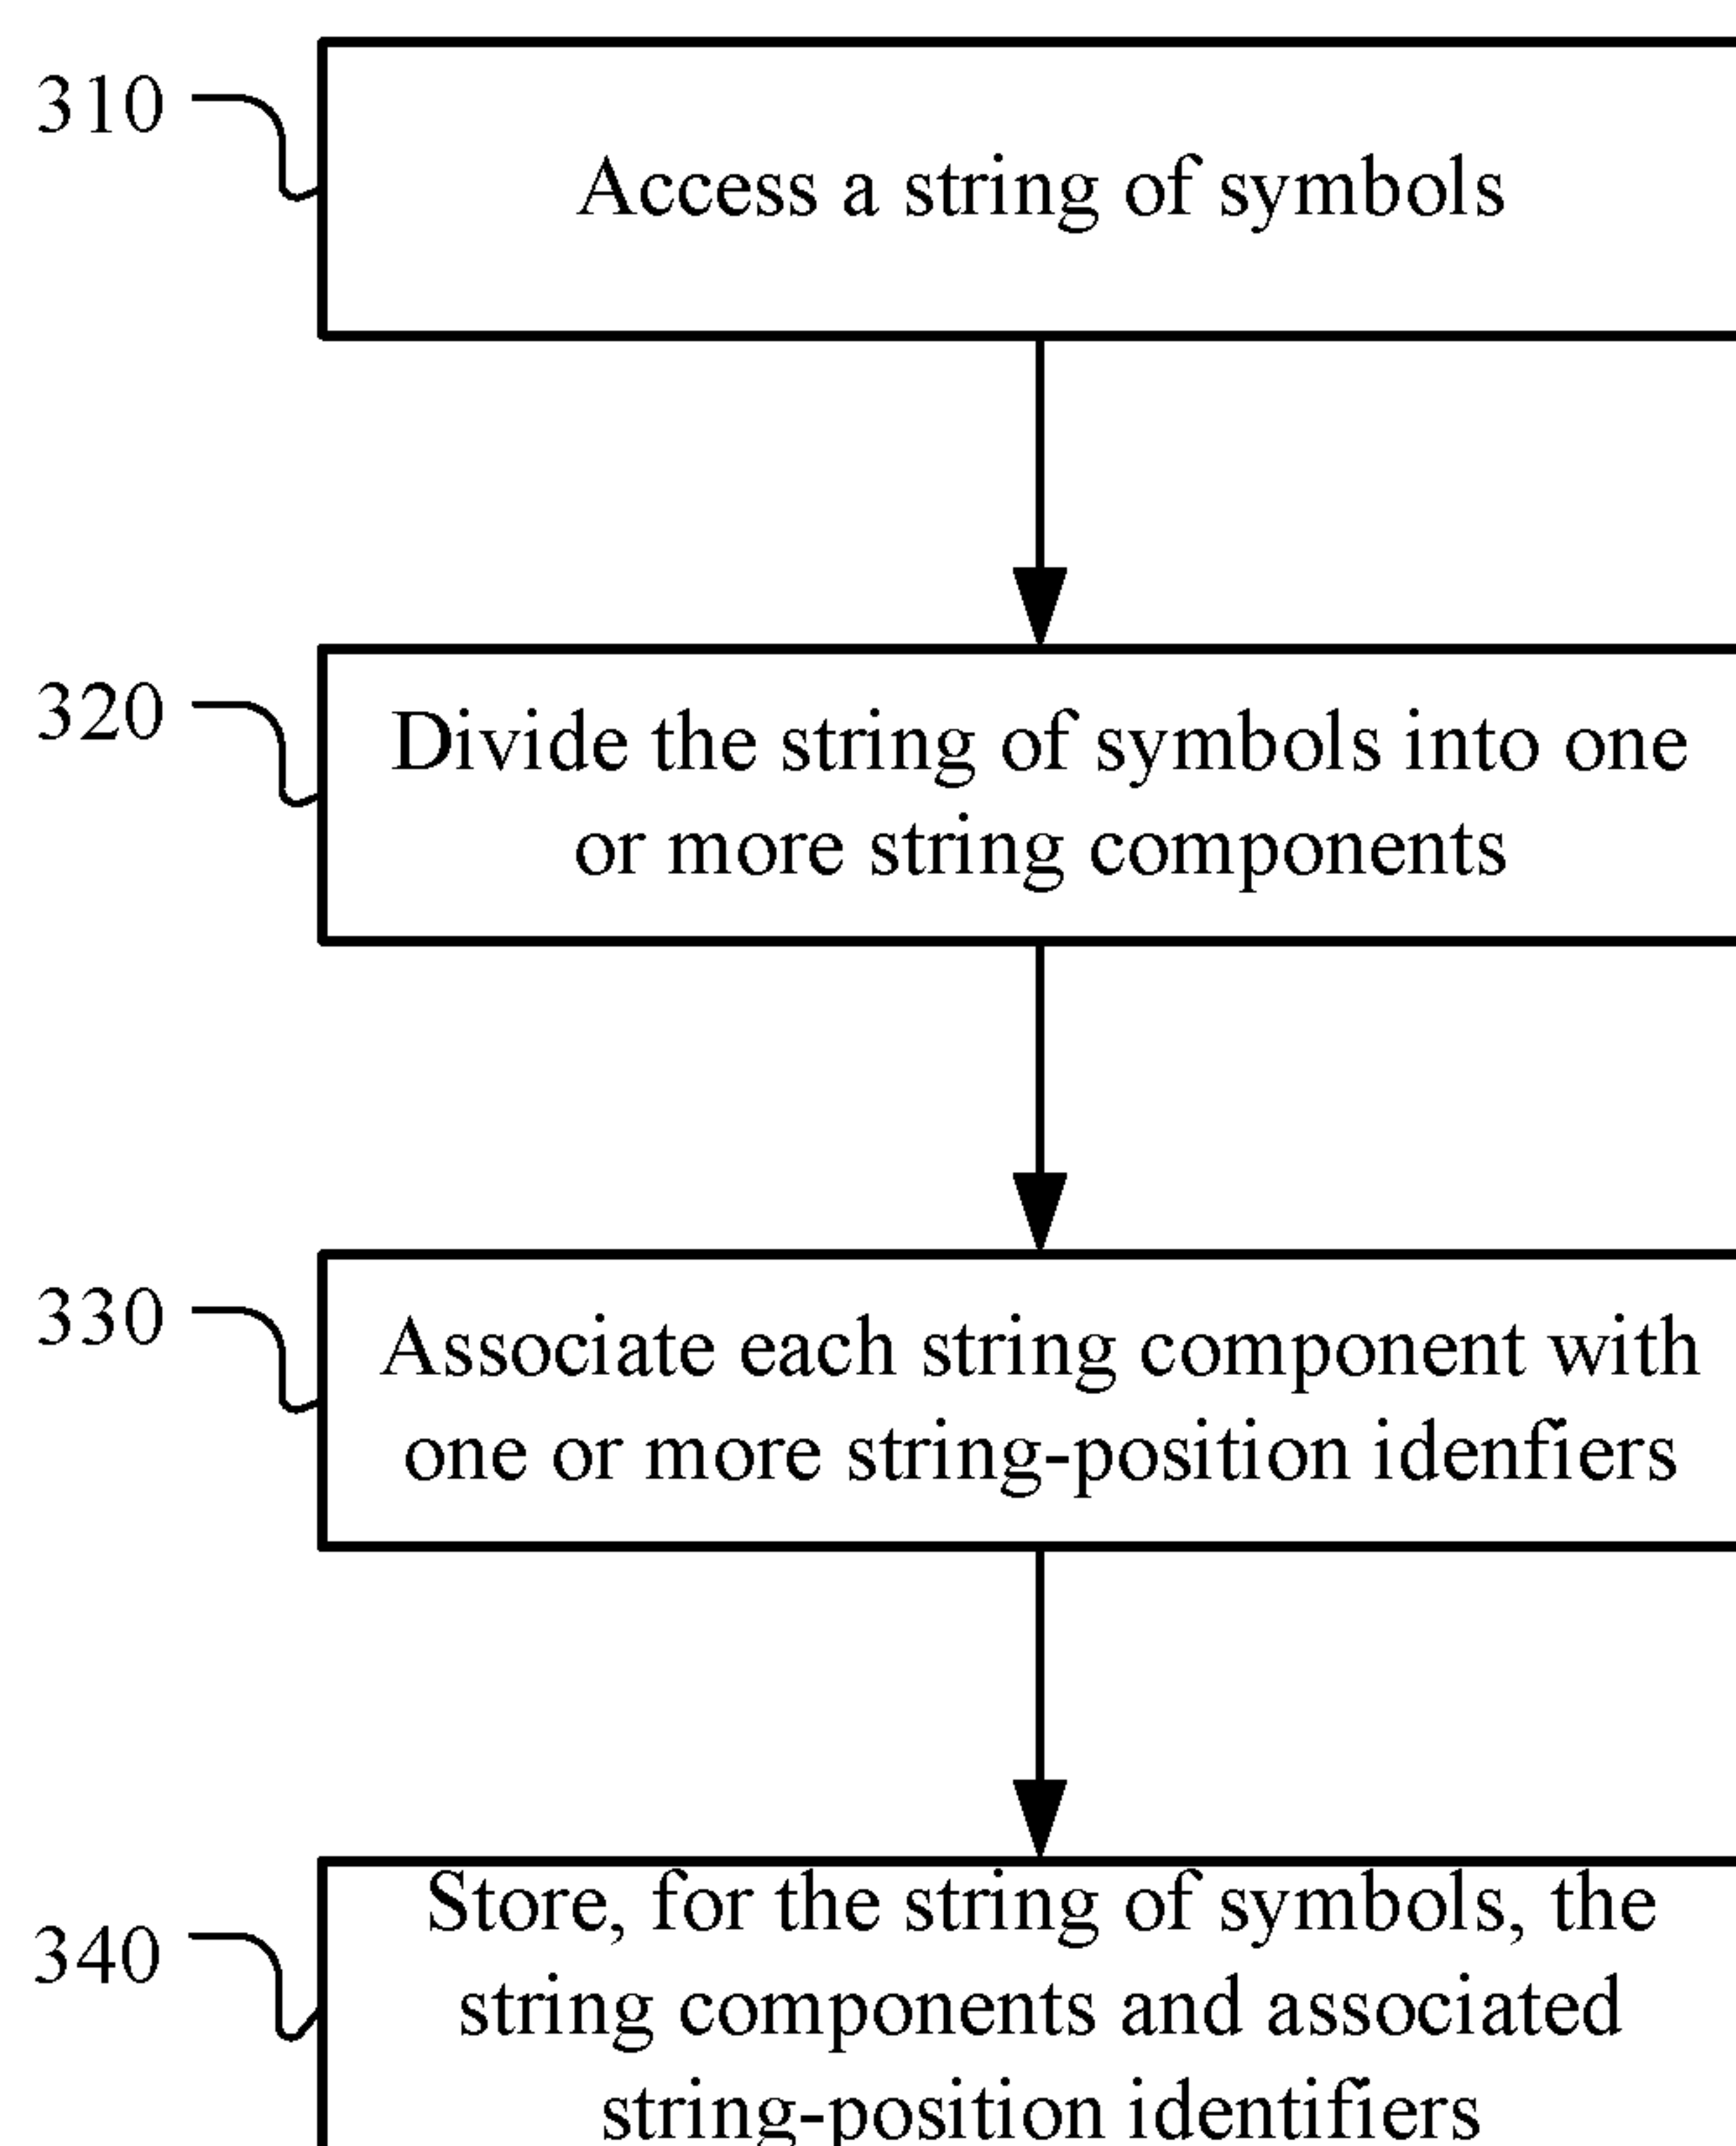 310
Access a string of symbols
320
Divide the string of symbols into one
or more string components
330
Associate each string component with
one or more string-position idenfiers
340
Store, for the string of symbols, the
string components and associated
string-position identifiers